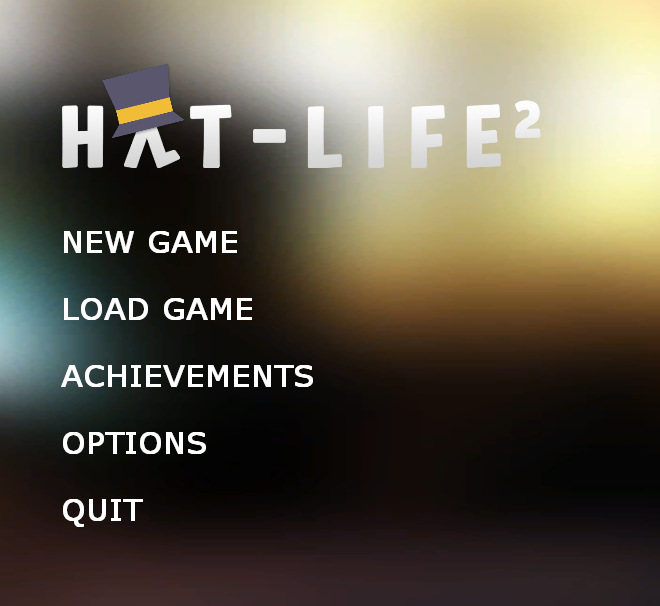 HAT-LIFE²
NEW GAME
LOAD GAME
ACHIEVEMENTS
OPTIONS
QUIT